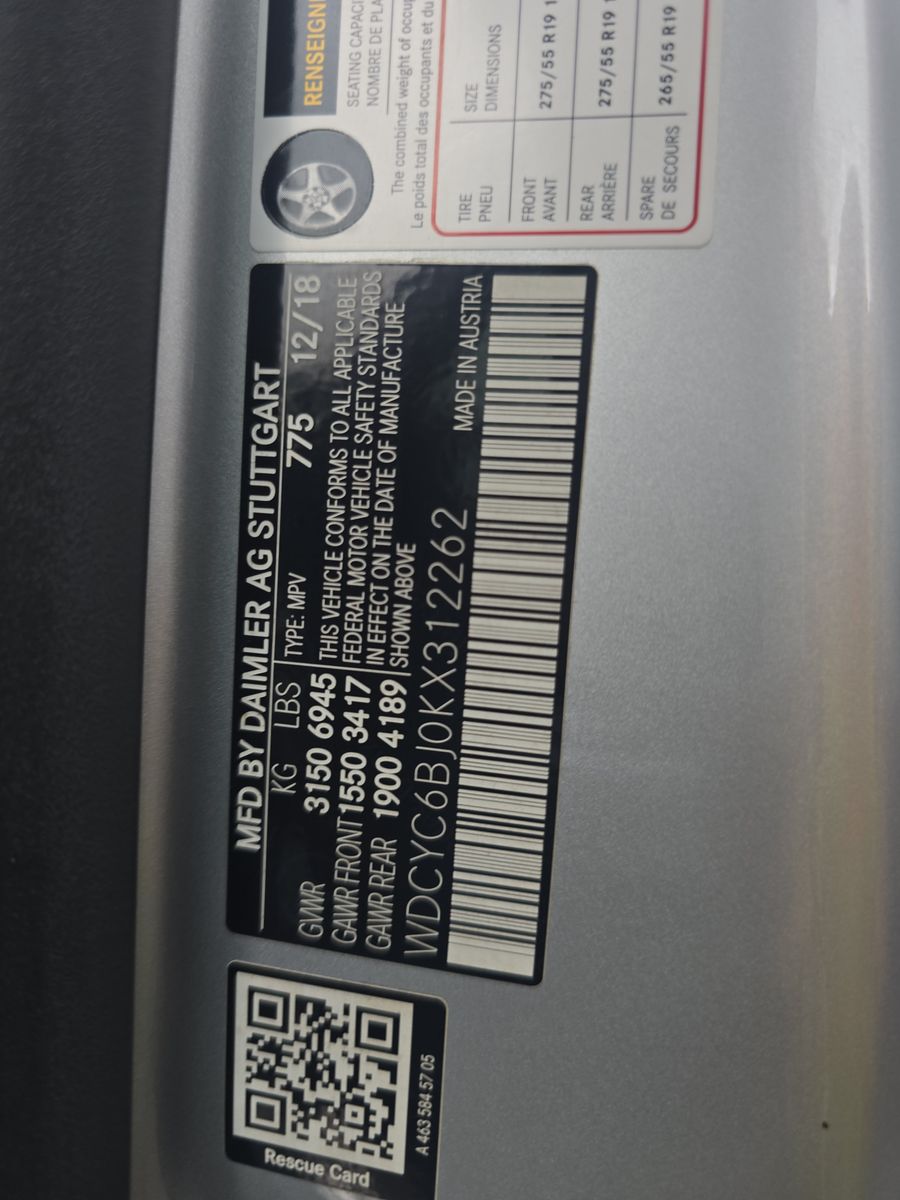 Rescue Card
A 463 584 57 05
MFD BY DAIMLER AG STUTTGART
KG LBS TYPE: MPV 775 12/18
GVWR 3150 6945 THIS VEHICLE CONFORMS TO ALL APPLICABLE
GAWR FRONT 1550 3417 FEDERAL MOTOR VEHICLE SAFETY STANDARDS
GAWR REAR 1900 4189 IN EFFECT ON THE DATE OF MANUFACTURE
SHOWN ABOVE
WDCYC6BJ0KX312262 MADE IN AUSTRIA
SEATING
NOMBRE DE
The combined weight of
Le poids total des occupants et du
TIRE SIZE
PNEU DIMENSIONS
FRONT 275/55 R19
AVANT
REAR 275/55 R19
ARRIÈRE
SPARE 265/55 R19
DE SECOURS